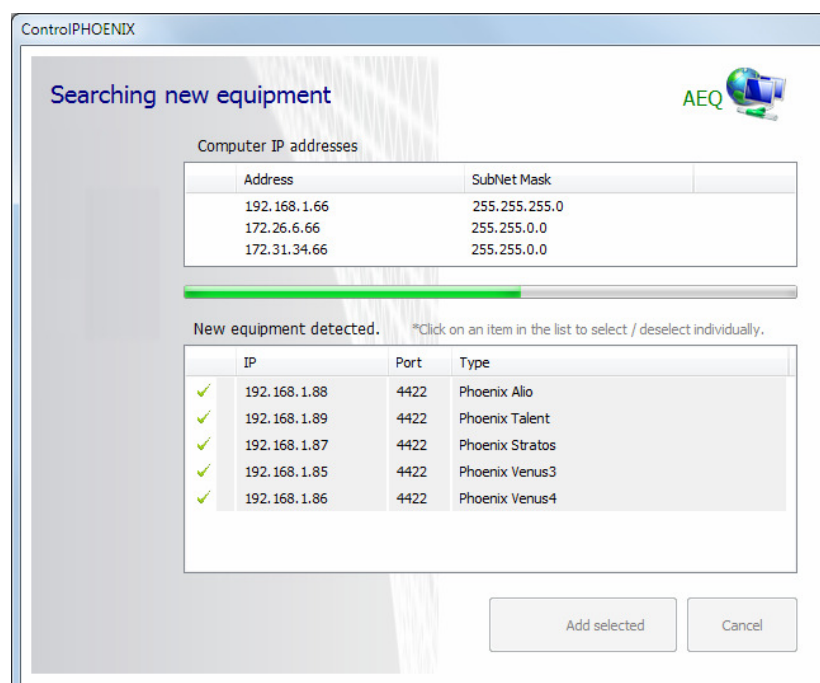 ControlPHOENIX
Searching new equipment
AEQ
Computer IP addresses
Address SubNet Mask
192.168.1.66 255.255.255.0
172.26.6.66 255.255.0.0
172.31.34.66 255.255.0.0
New equipment detected. *Click on an item in the list to select / deselect individually.
IP Port Type
192.168.1.88 4422 Phoenix Alio
192.168.1.89 4422 Phoenix Talent
192.168.1.87 4422 Phoenix Stratos
192.168.1.85 4422 Phoenix Venus3
192.168.1.86 4422 Phoenix Venus4
Add selected Cancel